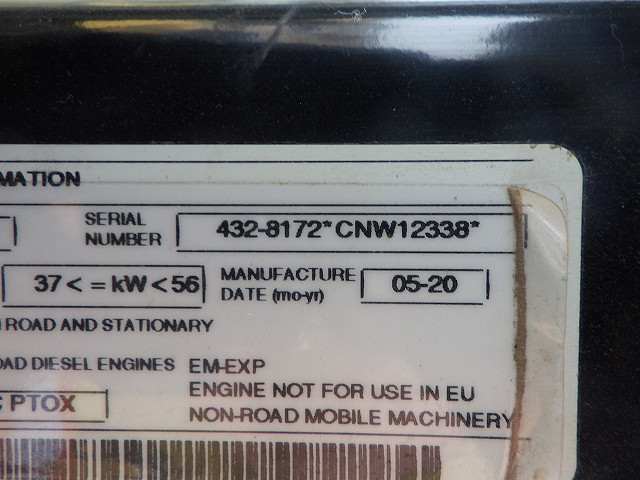 MATION
SERIAL NUMBER 432-8172*CNW12338*
37 < = kW < 56 MANUFACTURE DATE (mo-yr) 05-20
ROAD AND STATIONARY
OAD DIESEL ENGINES EM-EXP
ENGINE NOT FOR USE IN EU
C PTOX NON-ROAD MOBILE MACHINERY